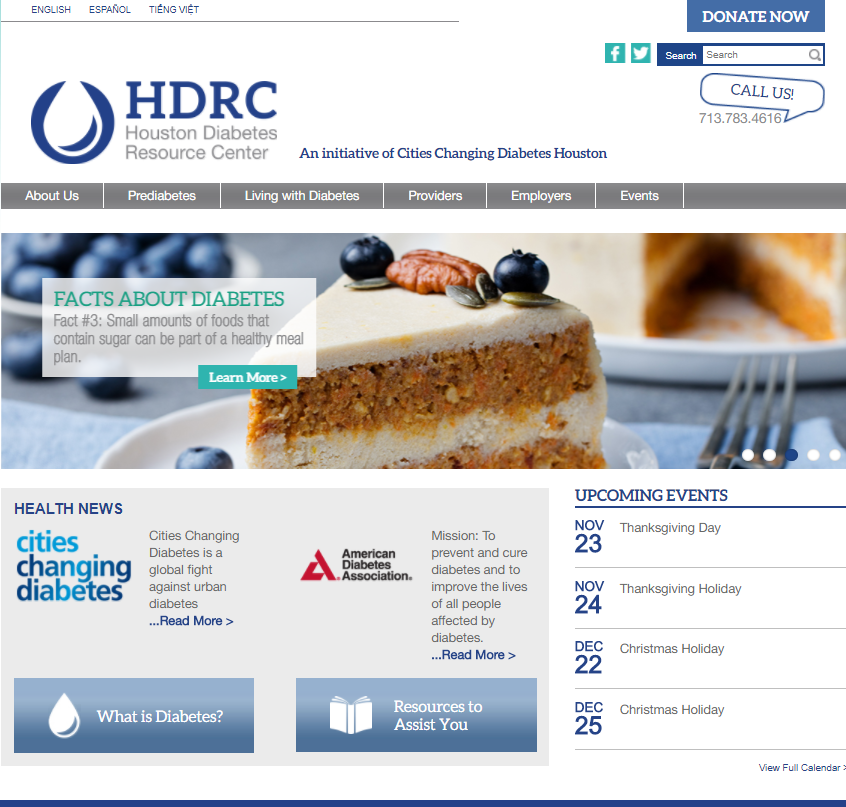 ENGLISH ESPAÑOL TIẾNG VIỆT
DONATE NOW
Search Search
CALL US!
713.783.4616
HDRC
Houston Diabetes
Resource Center
An initiative of Cities Changing Diabetes Houston
About Us Prediabetes Living with Diabetes Providers Employers Events
FACTS ABOUT DIABETES
Fact #3: Small amounts of foods that
contain sugar can be part of a healthy meal
plan.
Learn More >
HEALTH NEWS
cities
changing
diabetes
Cities Changing
Diabetes is a
global fight
against urban
diabetes
...Read More >
American
Diabetes
Association.
Mission: To
prevent and cure
diabetes and to
improve the lives
of all people
affected by
diabetes.
...Read More >
What is Diabetes?
Resources to
Assist You
UPCOMING EVENTS
NOV
23
Thanksgiving Day
NOV
24
Thanksgiving Holiday
DEC
22
Christmas Holiday
DEC
25
Christmas Holiday
View Full Calendar >